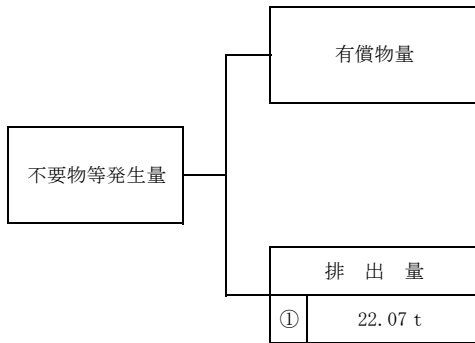 有償物量
不要物等発生量
排 出 量
① 22.07 t